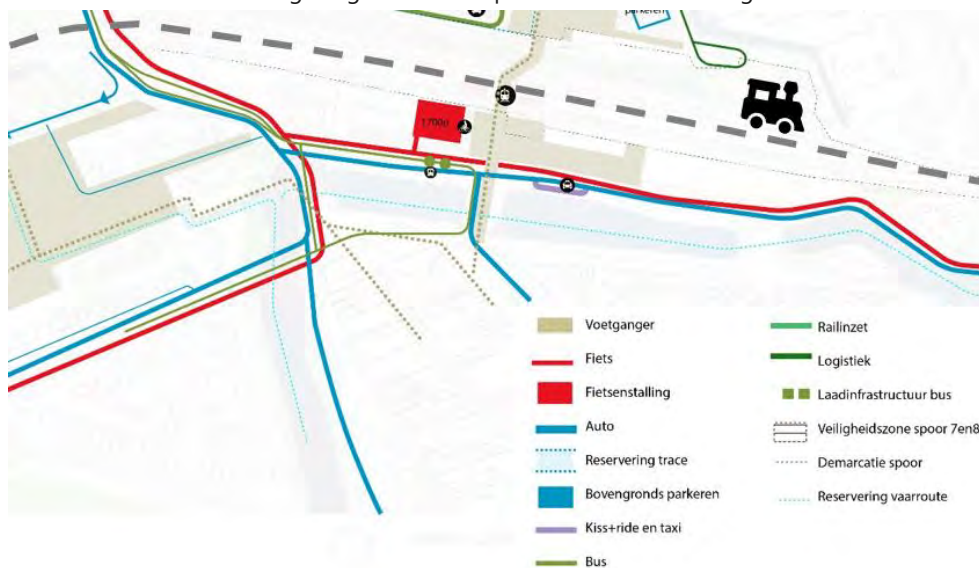 parkeren
17000
Voetganger
Fiets
Fietsenstalling
Auto
Reservering trace
Bovengronds parkeren
Kiss+ride en taxi
Bus
Railinzet
Logistiek
Laadinfrastructuur bus
Veiligheidszone spoor 7en8
Demarcatie spoor
Reservering vaarroute